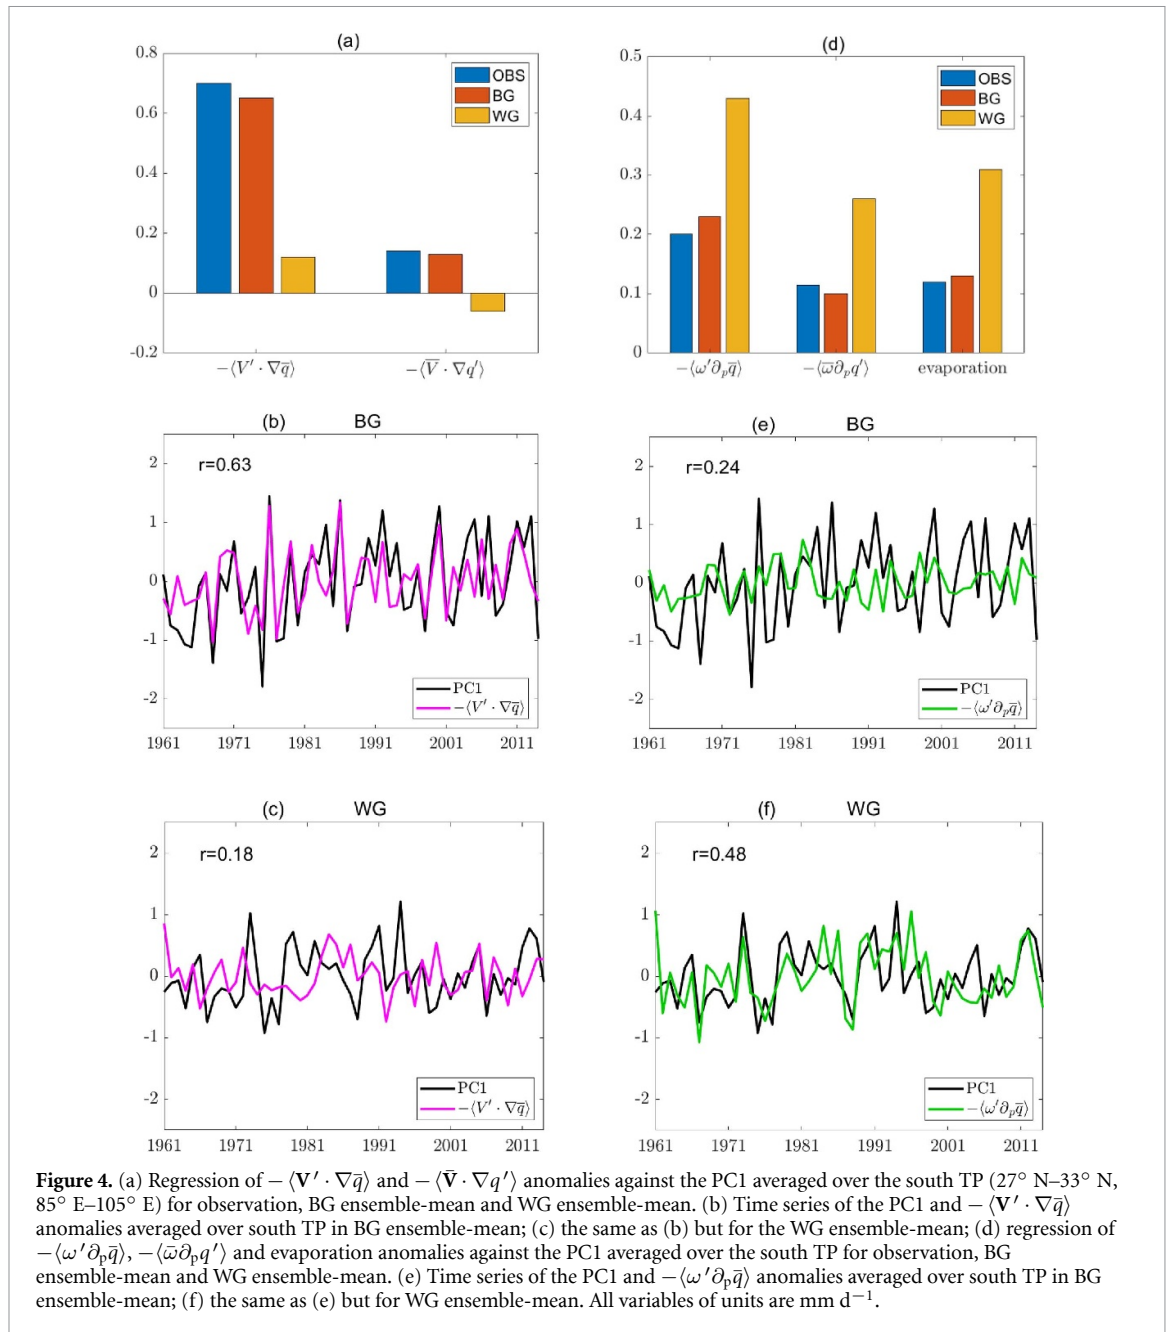 (a)
0.8
0.6
0.4
0.2
0
-0.2
OBS
BG
WG
−⟨V′ · ∇q̅⟩
−⟨V̅ · ∇q′⟩
(d)
0.5
0.4
0.3
0.2
0.1
0
OBS
BG
WG
−⟨ω′∂ₚq̅⟩
−⟨ω̅∂ₚq′⟩
evaporation
(b) BG
r=0.63
2
1
0
-1
-2
PC1
−⟨V′ · ∇q̅⟩
1961 1971 1981 1991 2001 2011
(e) BG
r=0.24
2
1
0
-1
-2
PC1
−⟨ω′∂ₚq̅⟩
1961 1971 1981 1991 2001 2011
(c) WG
r=0.18
2
1
0
-1
-2
PC1
−⟨V′ · ∇q̅⟩
1961 1971 1981 1991 2001 2011
(f) WG
r=0.48
2
1
0
-1
-2
PC1
−⟨ω′∂ₚq̅⟩
1961 1971 1981 1991 2001 2011
Figure 4. (a) Regression of −⟨V′ · ∇q̅⟩ and −⟨V̅ · ∇q′⟩ anomalies against the PC1 averaged over the south TP (27° N–33° N,
85° E–105° E) for observation, BG ensemble-mean and WG ensemble-mean. (b) Time series of the PC1 and −⟨V′ · ∇q̅⟩
anomalies averaged over south TP in BG ensemble-mean; (c) the same as (b) but for the WG ensemble-mean; (d) regression of
−⟨ω′∂ₚq̅⟩, −⟨ω̅∂ₚq′⟩ and evaporation anomalies against the PC1 averaged over the south TP for observation, BG
ensemble-mean and WG ensemble-mean. (e) Time series of the PC1 and −⟨ω′∂ₚq̅⟩ anomalies averaged over south TP in BG
ensemble-mean; (f) the same as (e) but for WG ensemble-mean. All variables of units are mm d⁻¹.